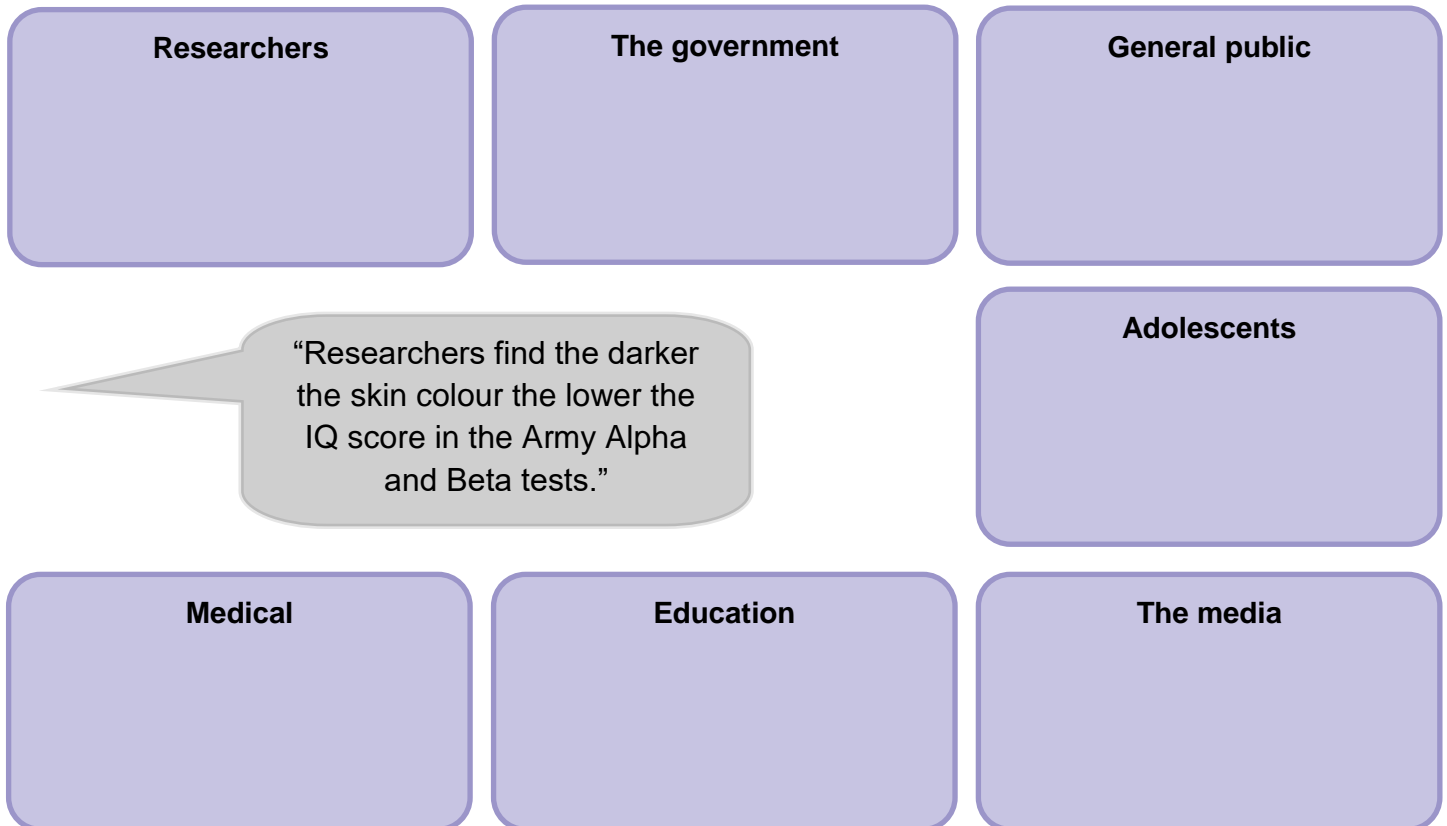 Researchers
The government
General public
“Researchers find the darker
the skin colour the lower the
IQ score in the Army Alpha
and Beta tests.”
Adolescents
Medical
Education
The media